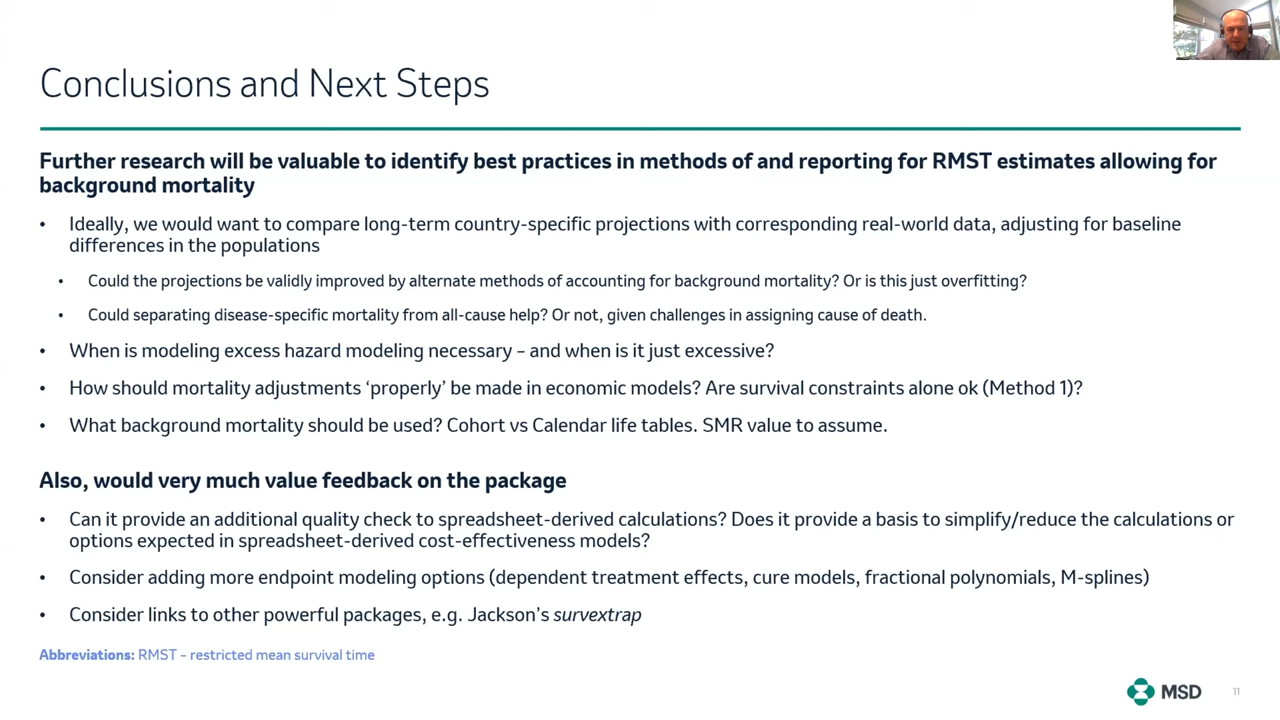 Conclusions and Next Steps
Further research will be valuable to identify best practices in methods of and reporting for RMST estimates allowing for
background mortality
• Ideally, we would want to compare long-term country-specific projections with corresponding real-world data, adjusting for baseline
differences in the populations
• Could the projections be validly improved by alternate methods of accounting for background mortality? Or is this just overfitting?
• Could separating disease-specific mortality from all-cause help? Or not, given challenges in assigning cause of death.
• When is modeling excess hazard modeling necessary – and when is it just excessive?
• How should mortality adjustments ‘properly’ be made in economic models? Are survival constraints alone ok (Method 1)?
• What background mortality should be used? Cohort vs Calendar life tables. SMR value to assume.
Also, would very much value feedback on the package
• Can it provide an additional quality check to spreadsheet-derived calculations? Does it provide a basis to simplify/reduce the calculations or
options expected in spreadsheet-derived cost-effectiveness models?
• Consider adding more endpoint modeling options (dependent treatment effects, cure models, fractional polynomials, M-splines)
• Consider links to other powerful packages, e.g. Jackson's survextrap
Abbreviations: RMST – restricted mean survival time
MSD
11